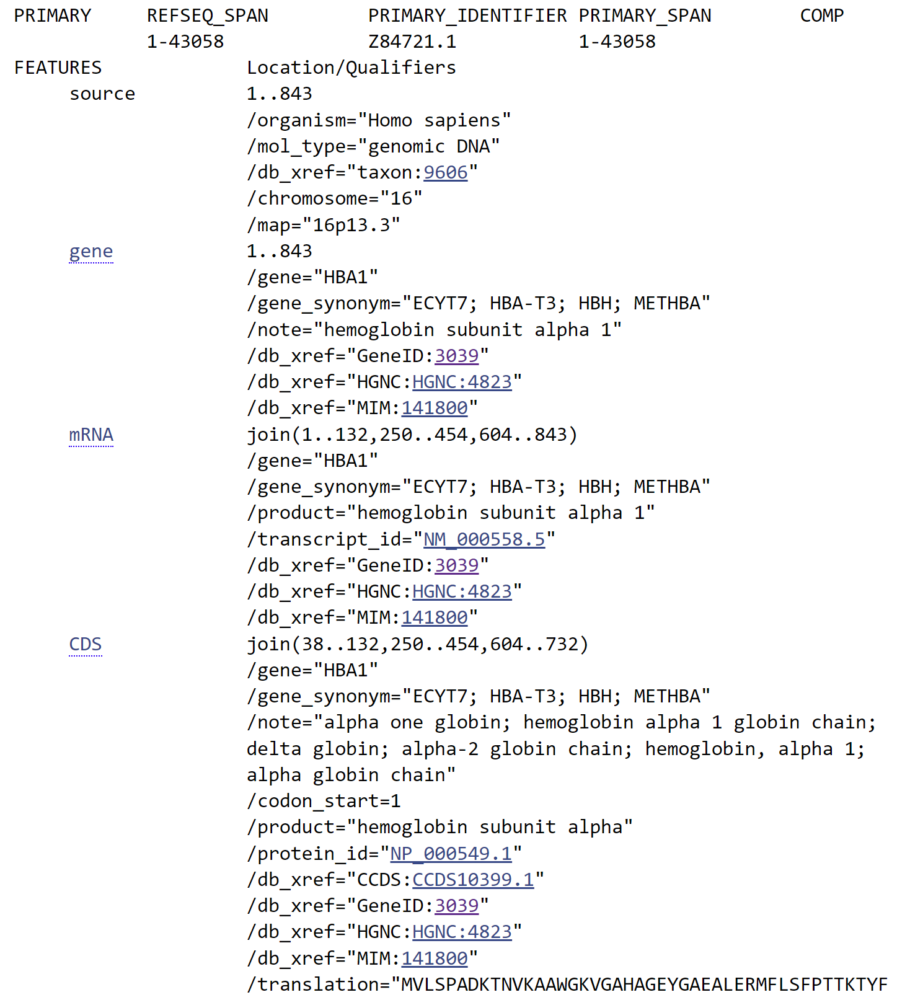 PRIMARY     REFSEQ_SPAN         PRIMARY_IDENTIFIER PRIMARY_SPAN        COMP
            1-43058             Z84721.1           1-43058
FEATURES             Location/Qualifiers
     source          1..843
                     /organism="Homo sapiens"
                     /mol_type="genomic DNA"
                     /db_xref="taxon:9606"
                     /chromosome="16"
                     /map="16p13.3"
     gene            1..843
                     /gene="HBA1"
                     /gene_synonym="ECYT7; HBA-T3; HBH; METHBA"
                     /note="hemoglobin subunit alpha 1"
                     /db_xref="GeneID:3039"
                     /db_xref="HGNC:HGNC:4823"
                     /db_xref="MIM:141800"
     mRNA            join(1..132,250..454,604..843)
                     /gene="HBA1"
                     /gene_synonym="ECYT7; HBA-T3; HBH; METHBA"
                     /product="hemoglobin subunit alpha 1"
                     /transcript_id="NM_000558.5"
                     /db_xref="GeneID:3039"
                     /db_xref="HGNC:HGNC:4823"
                     /db_xref="MIM:141800"
     CDS             join(38..132,250..454,604..732)
                     /gene="HBA1"
                     /gene_synonym="ECYT7; HBA-T3; HBH; METHBA"
                     /note="alpha one globin; hemoglobin alpha 1 globin chain;
                     delta globin; alpha-2 globin chain; hemoglobin, alpha 1;
                     alpha globin chain"
                     /codon_start=1
                     /product="hemoglobin subunit alpha"
                     /protein_id="NP_000549.1"
                     /db_xref="CCDS:CCDS10399.1"
                     /db_xref="GeneID:3039"
                     /db_xref="HGNC:HGNC:4823"
                     /db_xref="MIM:141800"
                     /translation="MVLSPADKTNVKAAWGKVGAHAGEYGAEALERMFLSFPTTKTYF